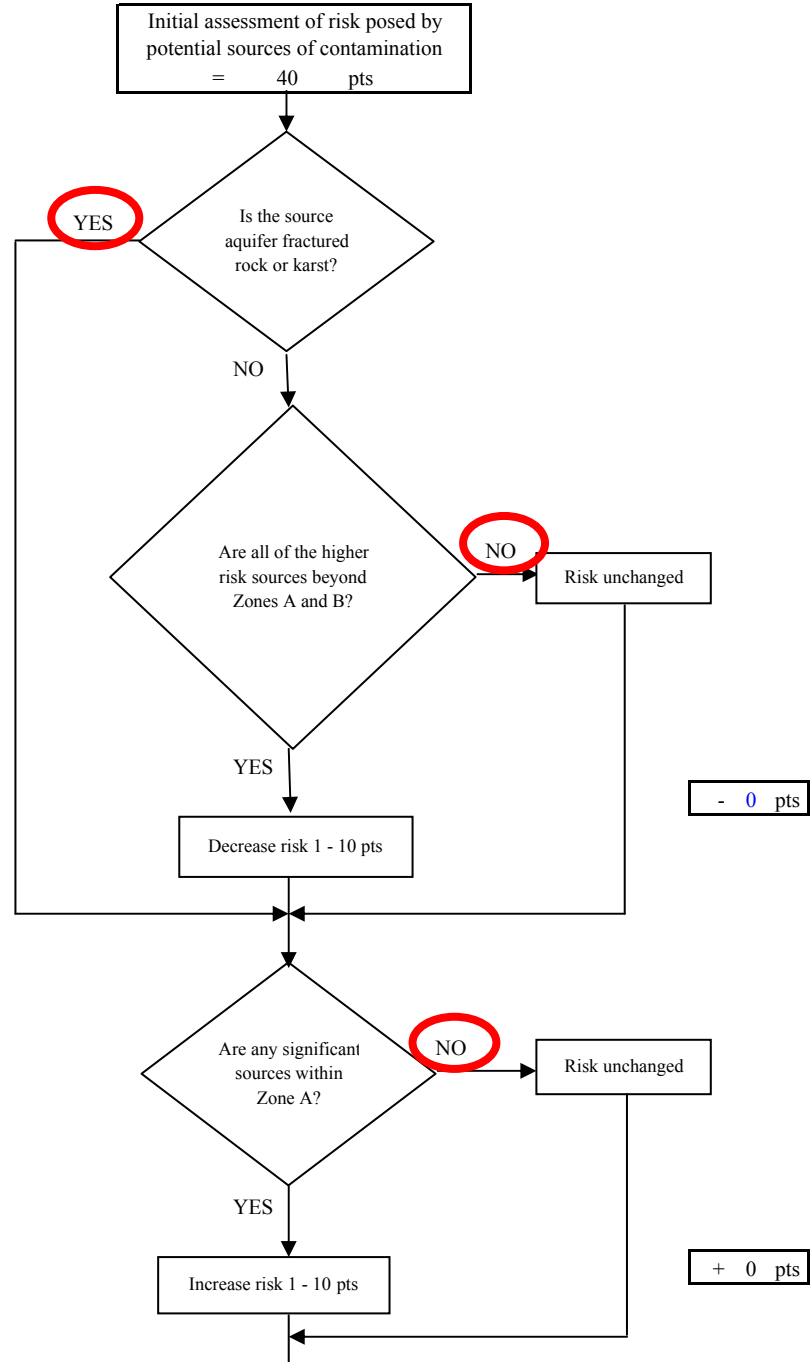 Initial assessment of risk posed by
potential sources of contamination
= 40 pts
YES
Is the source
aquifer fractured
rock or karst?
NO
Are all of the higher
risk sources beyond
Zones A and B?
NO
Risk unchanged
YES
- 0 pts
Decrease risk 1 - 10 pts
Are any significant
sources within
Zone A?
NO
Risk unchanged
YES
+ 0 pts
Increase risk 1 - 10 pts